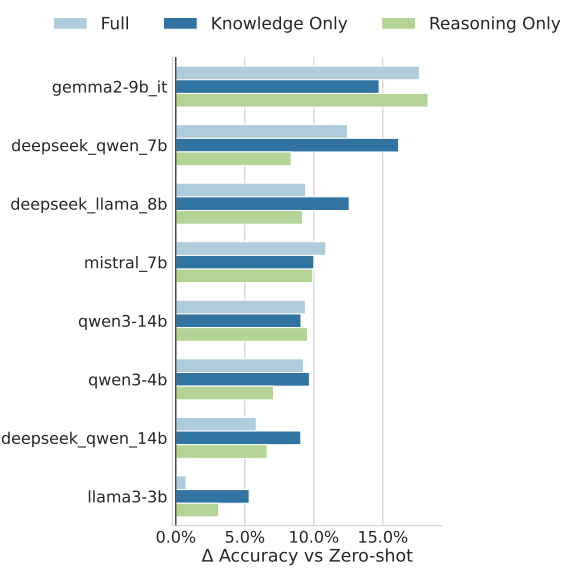 Full Knowledge Only Reasoning Only
gemma2-9b_it
deepseek_qwen_7b
deepseek_llama_8b
mistral_7b
qwen3-14b
qwen3-4b
deepseek_qwen_14b
llama3-3b
0.0% 5.0% 10.0% 15.0%
Δ Accuracy vs Zero-shot